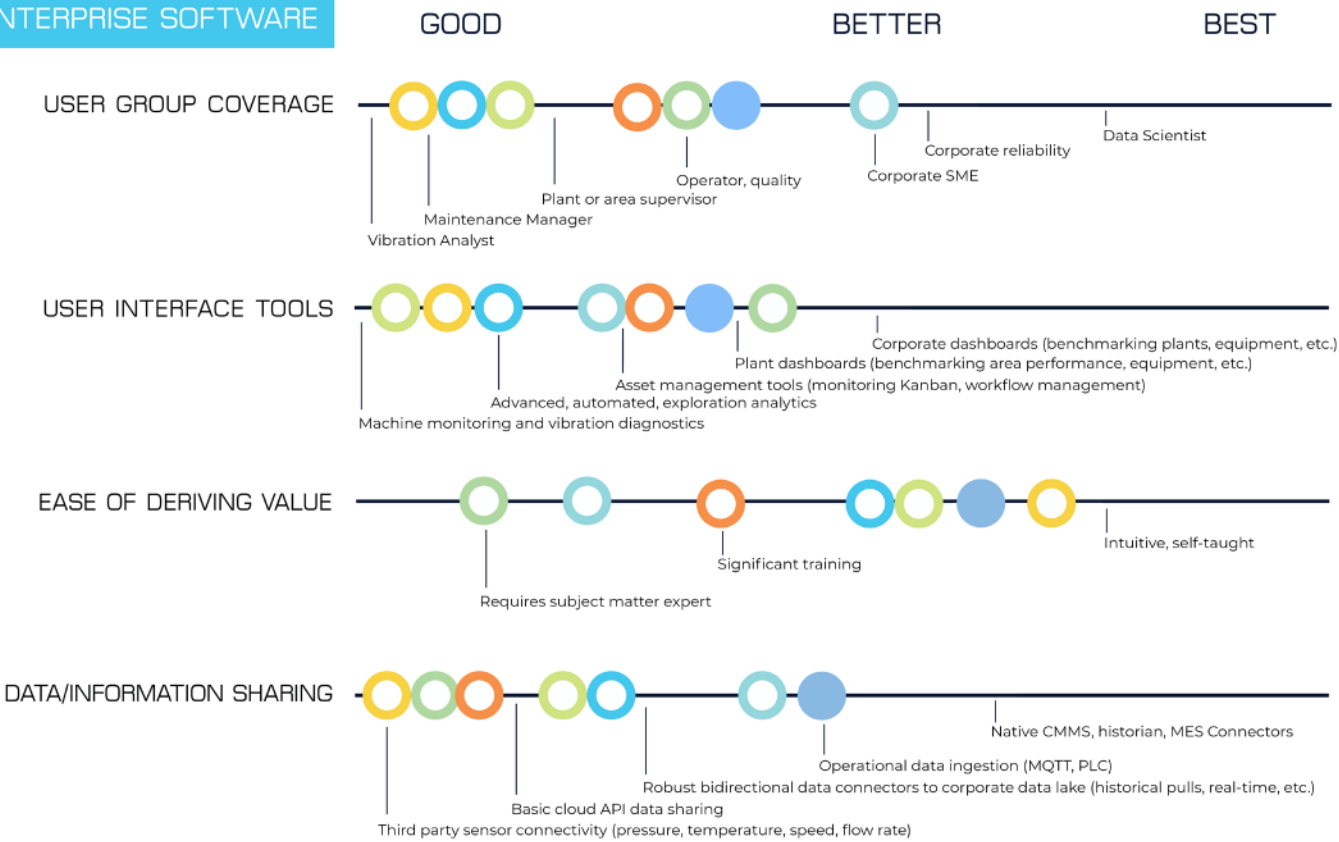 NTERPRISE SOFTWARE
GOOD
BETTER
BEST
USER GROUP COVERAGE
Data Scientist
Corporate reliability
Corporate SME
Operator, quality
Plant or area supervisor
Maintenance Manager
Vibration Analyst
USER INTERFACE TOOLS
Corporate dashboards (benchmarking plants, equipment, etc.)
Plant dashboards (benchmarking area performance, equipment, etc.)
Asset management tools (monitoring Kanban, workflow management)
Advanced, automated, exploration analytics
Machine monitoring and vibration diagnostics
EASE OF DERIVING VALUE
Intuitive, self-taught
Significant training
Requires subject matter expert
DATA/INFORMATION SHARING
Native CMMS, historian, MES Connectors
Operational data ingestion (MQTT, PLC)
Robust bidirectional data connectors to corporate data lake (historical pulls, real-time, etc.)
Basic cloud API data sharing
Third party sensor connectivity (pressure, temperature, speed, flow rate)